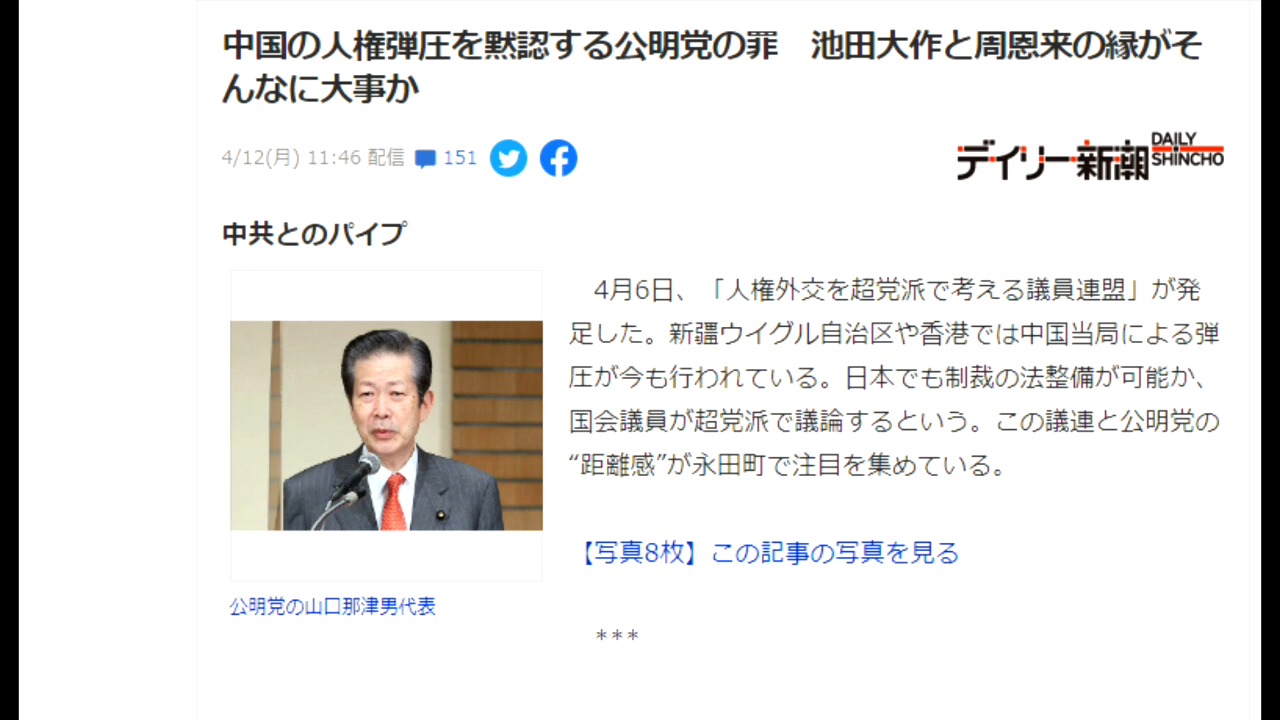 中国の人権弾圧を黙認する公明党の罪　池田大作と周恩来の縁がそ
んなに大事か
4/12(月) 11:46 配信 151
デイリー新潮 DAILY SHINCHO
中共とのパイプ
4月6日、「人権外交を超党派で考える議員連盟」が発
足した。新疆ウイグル自治区や香港では中国当局による弾
圧が今も行われている。日本でも制裁の法整備が可能か、
国会議員が超党派で議論するという。この議連と公明党の
“距離感”が永田町で注目を集めている。
【写真8枚】この記事の写真を見る
公明党の山口那津男代表
***